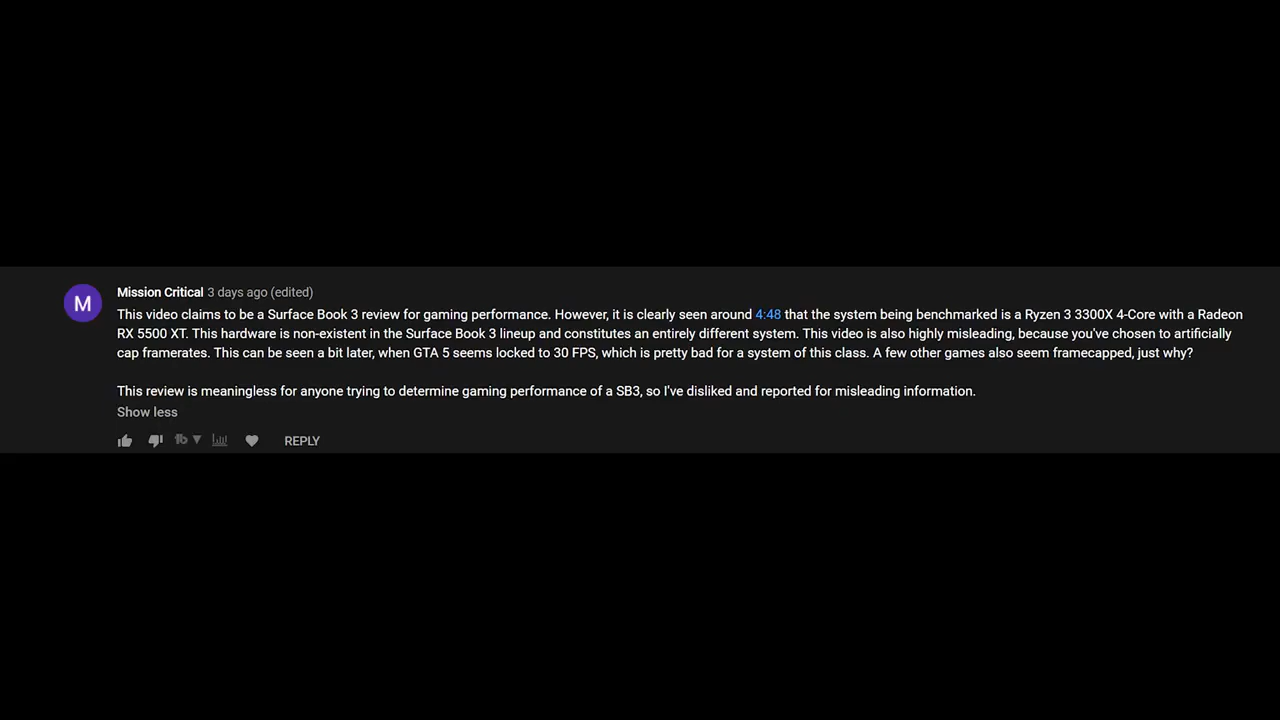 M
Mission Critical 3 days ago (edited)
This video claims to be a Surface Book 3 review for gaming performance. However, it is clearly seen around 4:48 that the system being benchmarked is a Ryzen 3 3300X 4-Core with a Radeon
RX 5500 XT. This hardware is non-existent in the Surface Book 3 lineup and constitutes an entirely different system. This video is also highly misleading, because you've chosen to artificially
cap framerates. This can be seen a bit later, when GTA 5 seems locked to 30 FPS, which is pretty bad for a system of this class. A few other games also seem framecapped, just why?
This review is meaningless for anyone trying to determine gaming performance of a SB3, so I've disliked and reported for misleading information.
Show less
REPLY